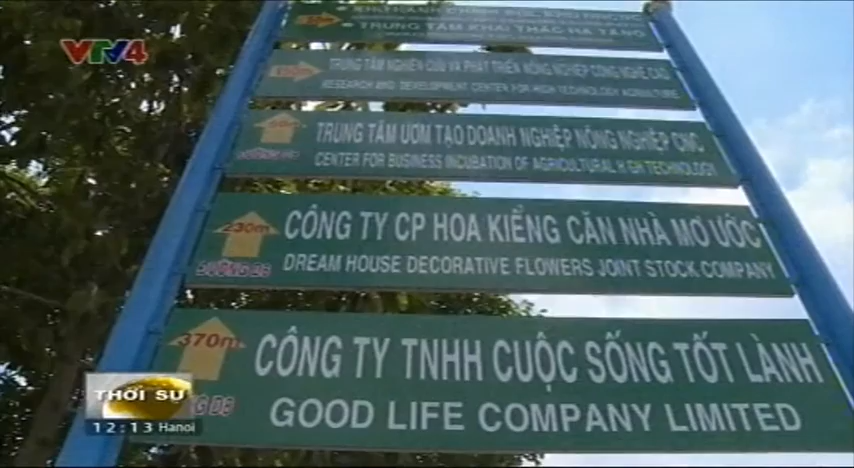 VTV4
TRUNG TÂM KHAI THÁC HẠ TẦNG
TRUNG TÂM NGHIÊN CỨU VÀ PHÁT TRIỂN NÔNG NGHIỆP CÔNG NGHỆ CAO
RESEARCH AND DEVELOPMENT CENTER FOR HIGH TECHNOLOGY AGRICULTURE
TRUNG TÂM ƯƠM TẠO DOANH NGHIỆP NÔNG NGHIỆP CNC
CENTER FOR BUSINESS INCUBATION OF AGRICULTURAL HIGH TECHNOLOGY
230m
ĐƯỜNG D3
CÔNG TY CP HOA KIỂNG CĂN NHÀ MƠ ƯỚC
DREAM HOUSE DECORATIVE FLOWERS JOINT STOCK COMPANY
370m
NG D3
CÔNG TY TNHH CUỘC SỐNG TỐT LÀNH
GOOD LIFE COMPANY LIMITED
THỜI SỰ
12:13 Hanoi